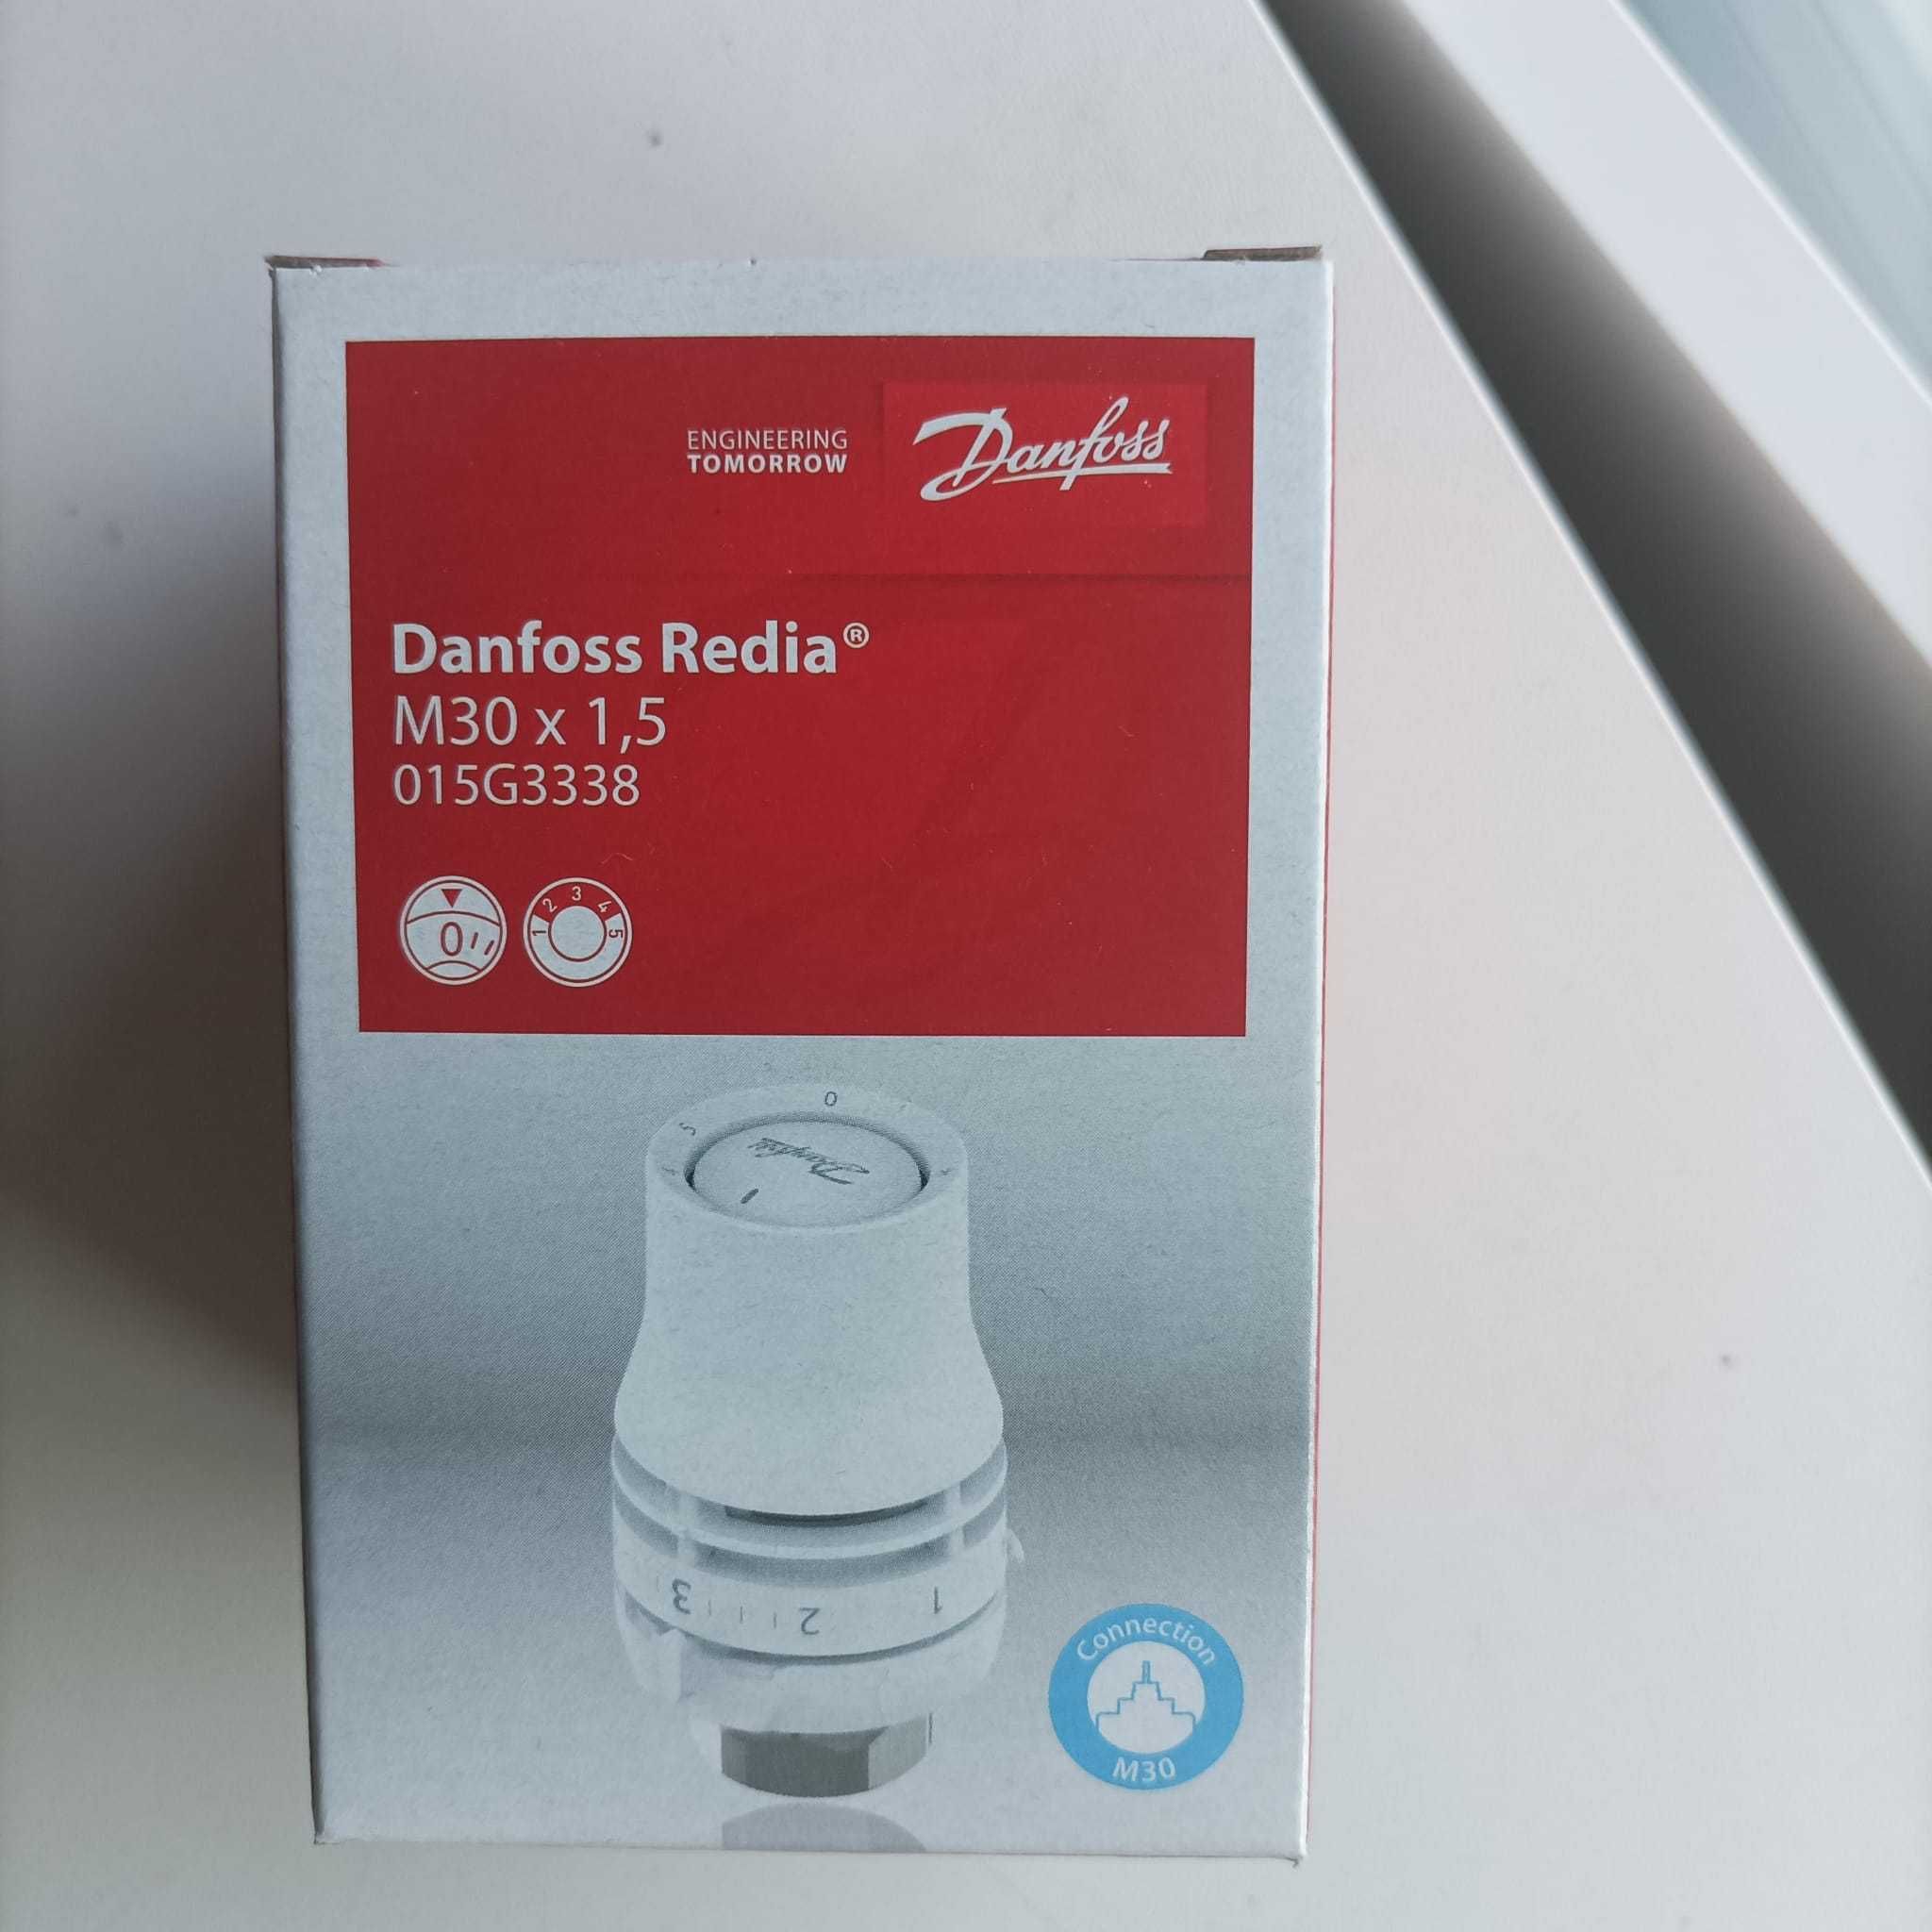 ENGINEERING
TOMORROW
Danfoss
Danfoss Redia®
M30 x 1,5
015G3338
0
1 2 3 4 5
0
5
Danfoss
3 2 1
Connection
M30